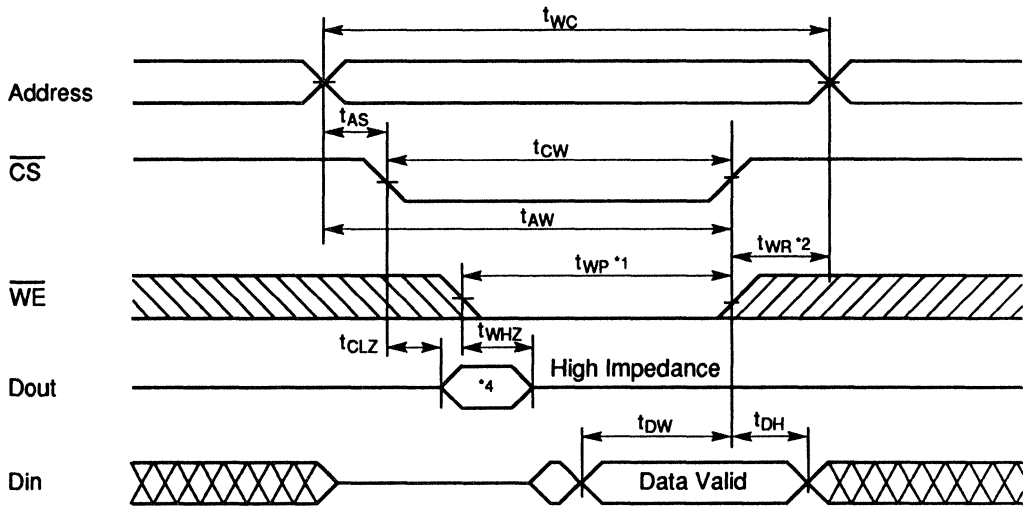 tWC
Address
tAS
CS
tCW
tAW
tWR *2
WE
tWP *1
tCLZ
tWHZ
Dout
*4
High Impedance
tDW
tDH
Din
Data Valid